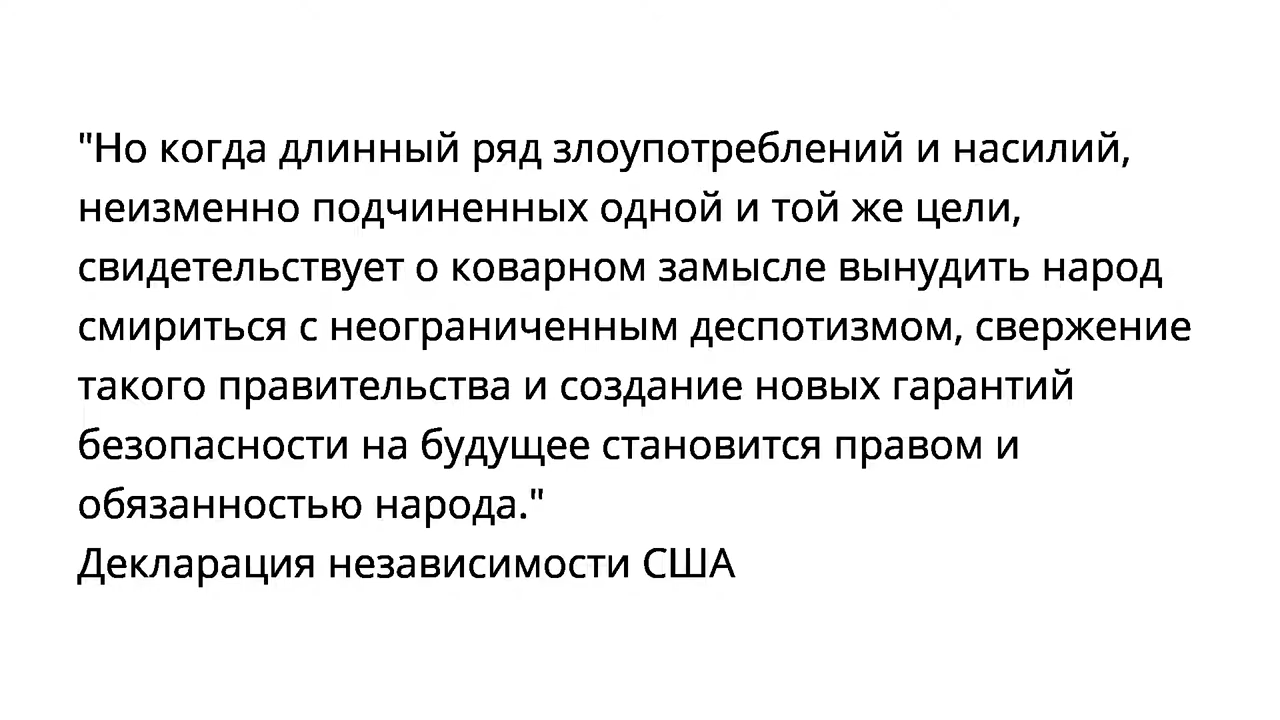 "Но когда длинный ряд злоупотреблений и насилий,
неизменно подчиненных одной и той же цели,
свидетельствует о коварном замысле вынудить народ
смириться с неограниченным деспотизмом, свержение
такого правительства и создание новых гарантий
безопасности на будущее становится правом и
обязанностью народа."
Декларация независимости США